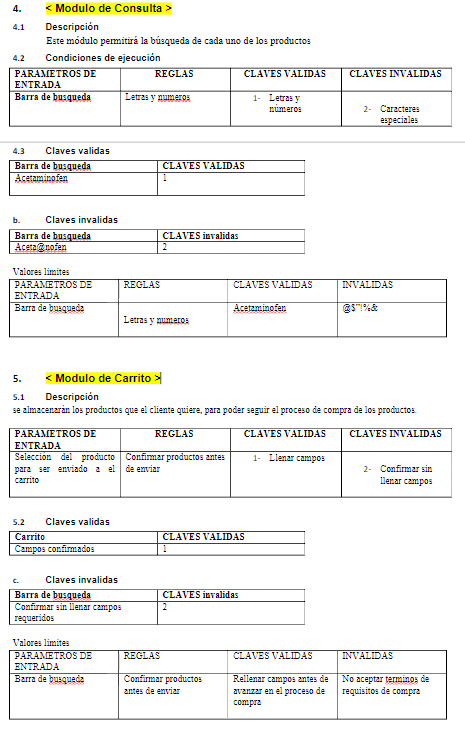 4. < Modulo de Consulta >
4.1 Descripción
Este módulo permitirá la búsqueda de cada uno de los productos
4.2 Condiciones de ejecución
PARAMETROS DE ENTRADA REGLAS CLAVES VALIDAS CLAVES INVALIDAS
Barra de busqueda Letras y numeros 1- Letras y números 2- Caracteres especiales
4.3 Claves validas
Barra de busqueda CLAVES VALIDAS
Acetaminofen 1
b. Claves invalidas
Barra de busqueda CLAVES invalidas
Aceta@nofen 2
Valores limites
PARAMETROS DE ENTRADA REGLAS CLAVES VALIDAS INVALIDAS
Barra de busqueda Letras y numeros Acetaminofen @$"!%&
5. < Modulo de Carrito >
5.1 Descripción
se almacenarán los productos que el cliente quiere, para poder seguir el proceso de compra de los productos.
PARAMETROS DE ENTRADA REGLAS CLAVES VALIDAS CLAVES INVALIDAS
Selección del producto para ser enviado a el carrito Confirmar productos antes de enviar 1- Llenar campos 2- Confirmar sin llenar campos
5.2 Claves validas
Carrito CLAVES VALIDAS
Campos confirmados 1
c. Claves invalidas
Barra de busqueda CLAVES invalidas
Confirmar sin llenar campos requeridos 2
Valores limites
PARAMETROS DE ENTRADA REGLAS CLAVES VALIDAS INVALIDAS
Barra de busqueda Confirmar productos antes de enviar Rellenar campos antes de avanzar en el proceso de compra No aceptar terminos de requisitos de compra